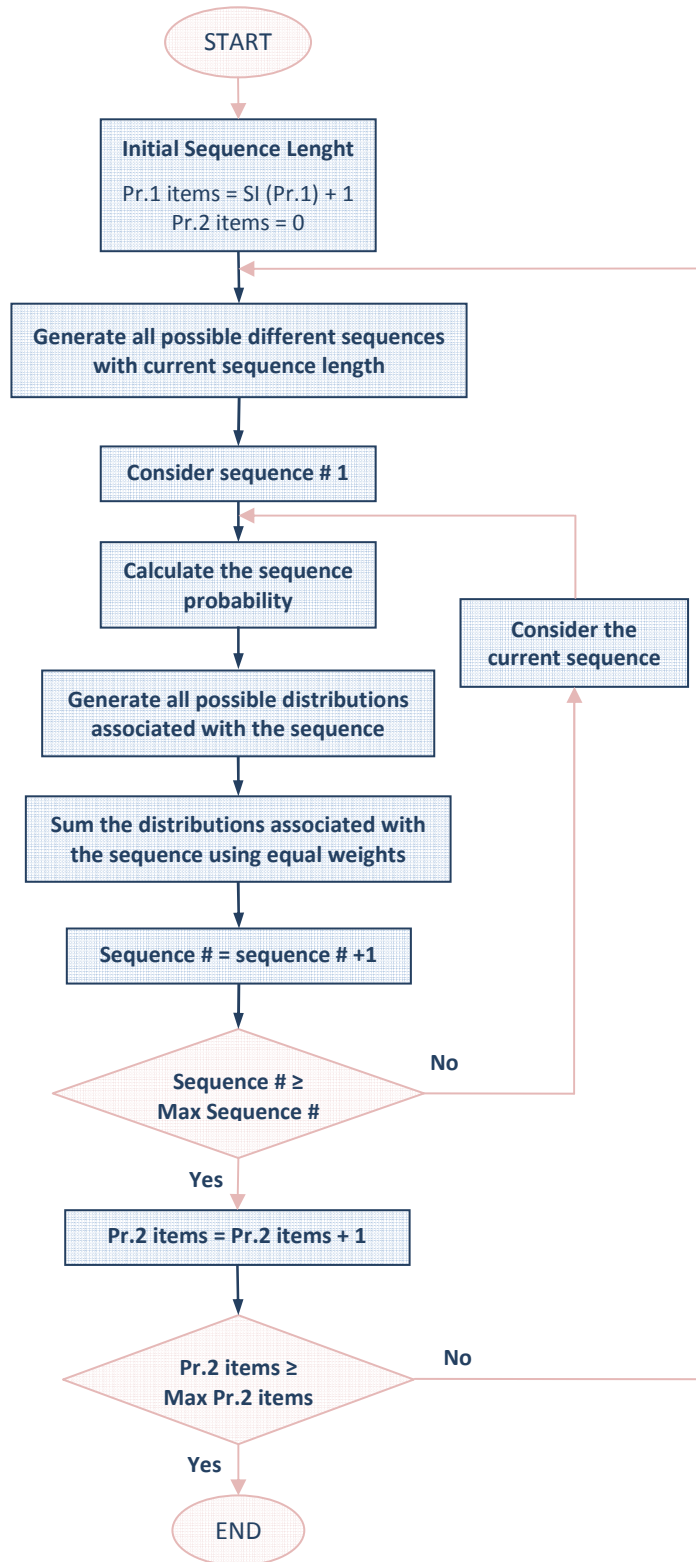 START
Initial Sequence Lenght
Pr.1 items = SI (Pr.1) + 1
Pr.2 items = 0
Generate all possible different sequences
with current sequence length
Consider sequence # 1
Calculate the sequence
probability
Consider the
current sequence
Generate all possible distributions
associated with the sequence
Sum the distributions associated with
the sequence using equal weights
Sequence # = sequence # +1
No
Sequence # ≥
Max Sequence #
Yes
Pr.2 items = Pr.2 items + 1
No
Pr.2 items ≥
Max Pr.2 items
Yes
END